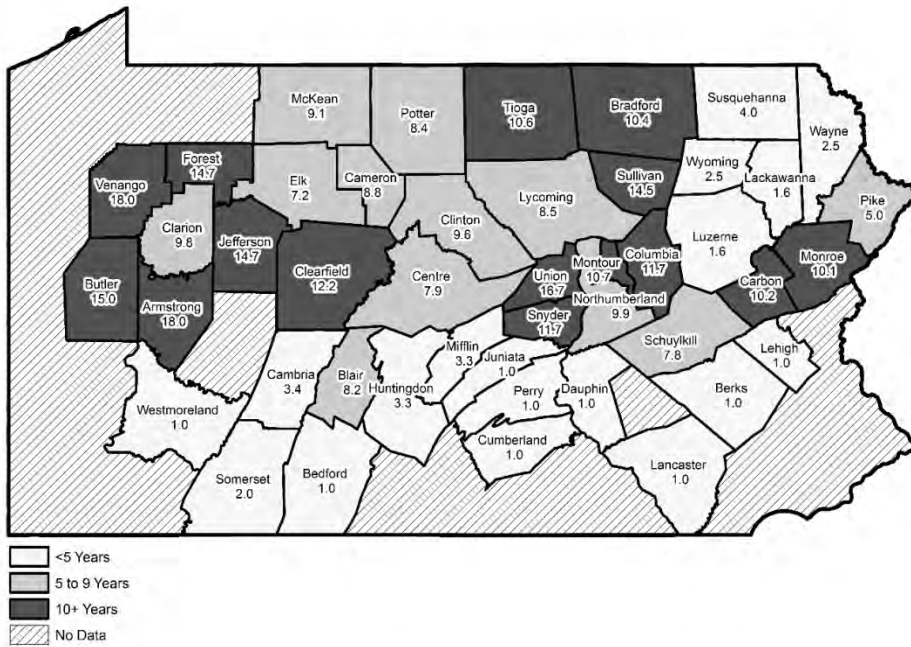 McKean
9.1
Potter
8.4
Tioga
10.6
Bradford
10.4
Susquehanna
4.0
Wayne
2.5
Forest
14.7
Venango
18.0
Elk
7.2
Cameron
8.8
Lycoming
8.5
Sullivan
14.5
Wyoming
2.5
Lackawanna
1.6
Pike
5.0
Clarion
9.8
Jefferson
14.7
Clinton
9.6
Luzerne
1.6
Clearfield
12.2
Centre
7.9
Union
16.7
Montour
10.7
Columbia
11.7
Monroe
10.1
Butler
15.0
Armstrong
18.0
Carbon
10.2
Northumberland
9.9
Snyder
11.7
Schuylkill
7.8
Mifflin
3.3
Juniata
1.0
Lehigh
1.0
Cambria
3.4
Blair
8.2
Huntingdon
3.3
Perry
1.0
Dauphin
1.0
Berks
1.0
Westmoreland
1.0
Cumberland
1.0
Somerset
2.0
Bedford
1.0
Lancaster
1.0
<5 Years
5 to 9 Years
10+ Years
No Data